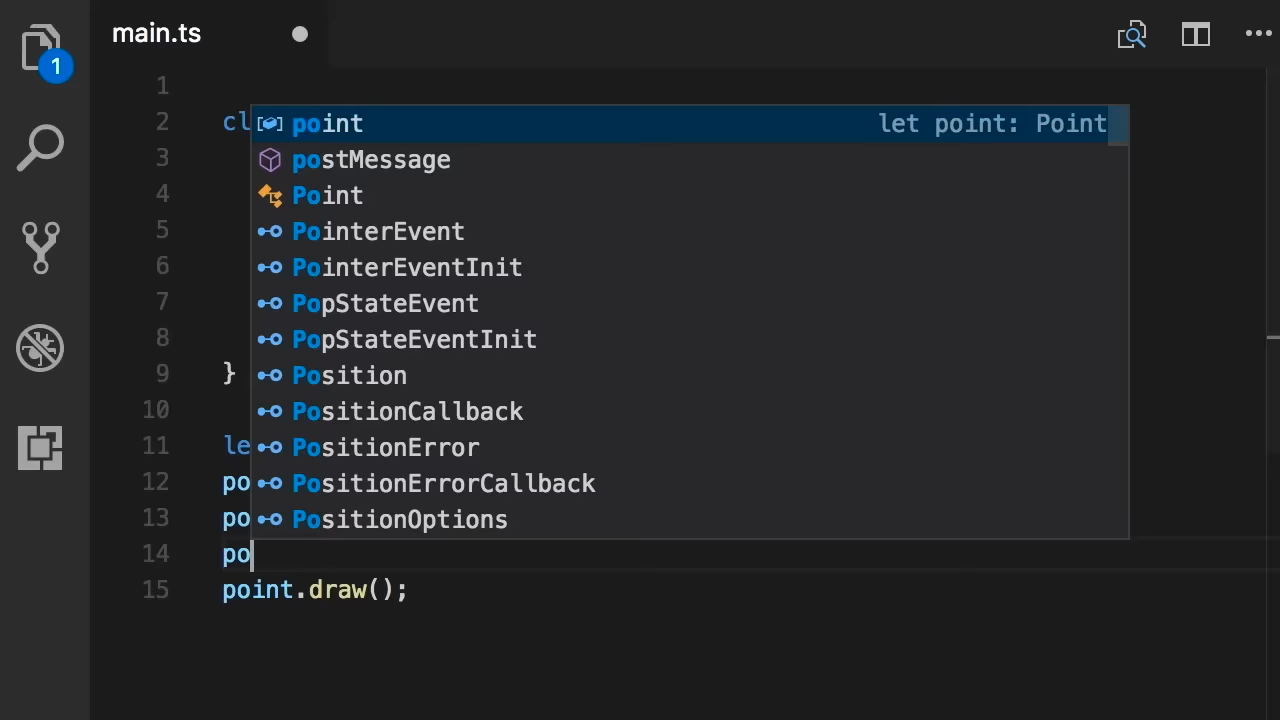 main.ts
1
1
2 cl
point let point: Point
3 postMessage
4 Point
5 PointerEvent
6 PointerEventInit
7 PopStateEvent
8 PopStateEventInit
9 } Position
10 PositionCallback
11 le PositionError
12 po PositionErrorCallback
13 po PositionOptions
14 po
15 point.draw();